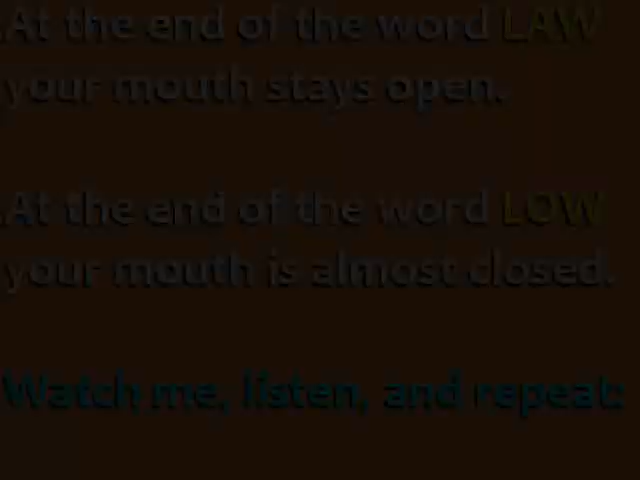 .At the end of the word LAW
your mouth stays open.
.At the end of the word LOW
your mouth is almost closed.
Watch me, listen, and repeat: